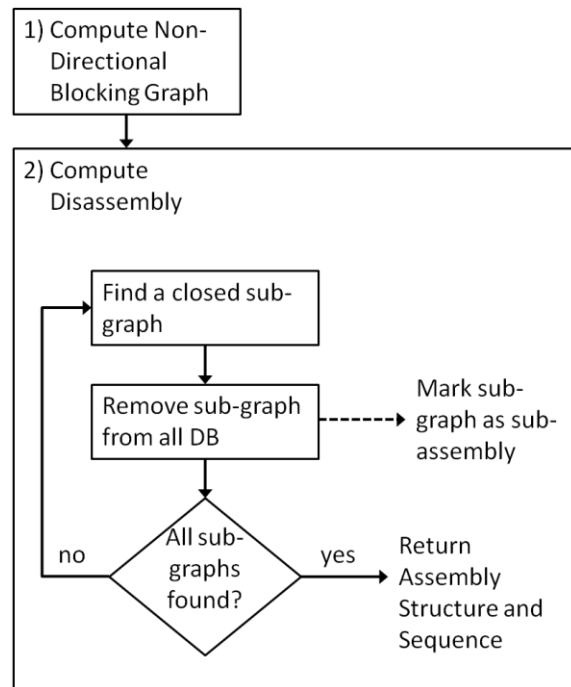 1) Compute Non-
Directional
Blocking Graph
2) Compute
Disassembly
Find a closed sub-
graph
Remove sub-graph
from all DB
Mark sub-
graph as sub-
assembly
All sub-
graphs
found?
no
yes
Return
Assembly
Structure and
Sequence